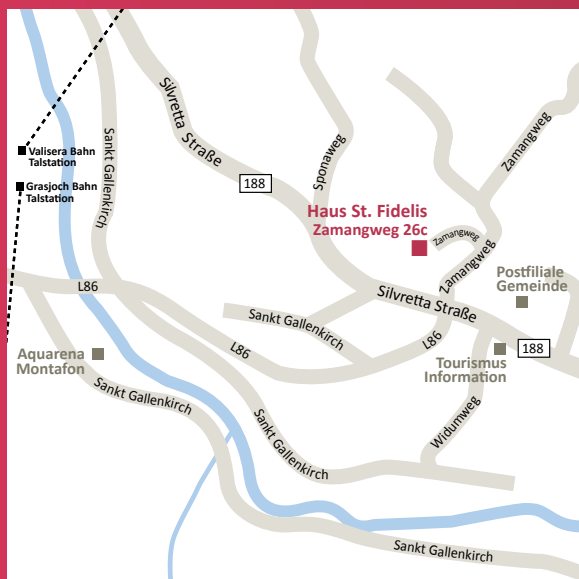 Silvretta Straße
Sankt Gallenkirch
Zamangweg
Sponaweg
Valisera Bahn
Talstation
188
Grasjoch Bahn
Talstation
Haus St. Fidelis
Zamangweg 26c
Zamangweg
Zamangweg
Postfiliale
Gemeinde
L86
Silvretta Straße
Sankt Gallenkirch
L86
L86
188
Aquarena
Montafon
Tourismus
Information
Sankt Gallenkirch
Widumweg
Sankt Gallenkirch
Sankt Gallenkirch